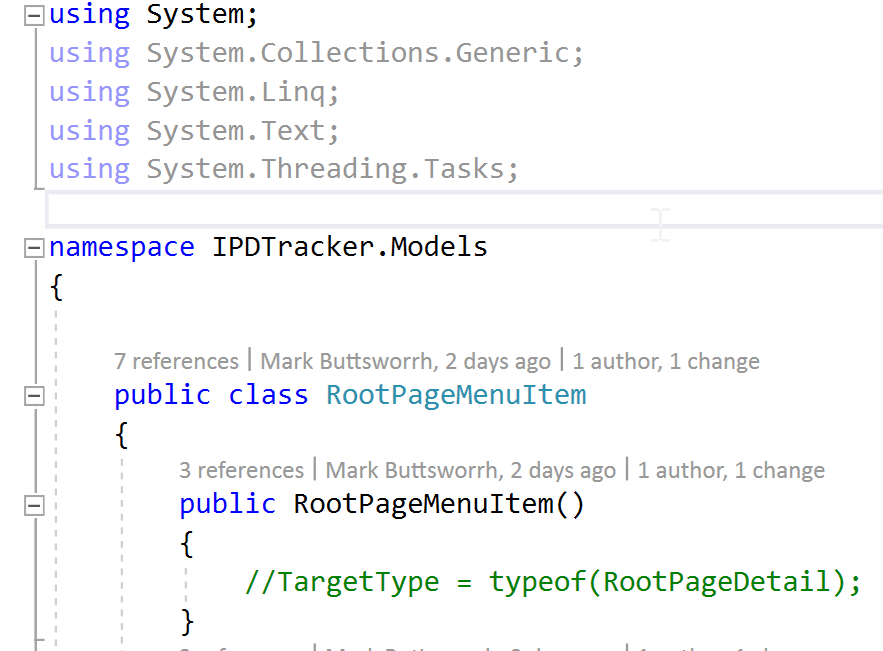 using System;
using System.Collections.Generic;
using System.Linq;
using System.Text;
using System.Threading.Tasks;
namespace IPDTracker.Models
{
7 references | Mark Buttsworrh, 2 days ago | 1 author, 1 change
public class RootPageMenuItem
{
3 references | Mark Buttsworrh, 2 days ago | 1 author, 1 change
public RootPageMenuItem()
{
//TargetType = typeof(RootPageDetail);
}